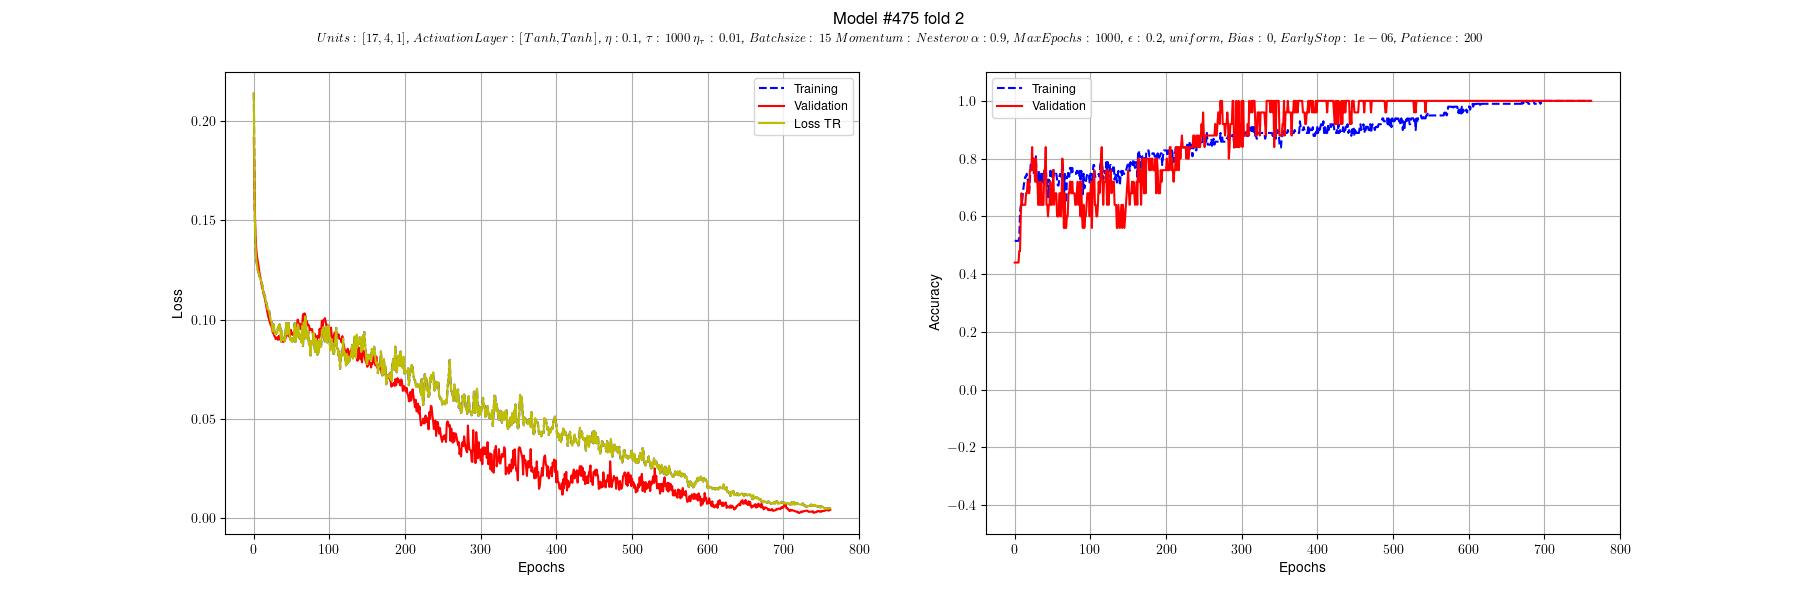 Model #475 fold 2
Units : [17, 4, 1], ActivationLayer : [Tanh, Tanh], η : 0.1, τ : 1000 η_τ : 0.01, Batchsize : 15 Momentum : Nesterov α : 0.9, MaxEpochs : 1000, ϵ : 0.2, uniform, Bias : 0, EarlyStop : 1e − 06, Patience : 200
Training
Validation
Loss TR
0.20
0.15
0.10
0.05
0.00
Loss
0 100 200 300 400 500 600 700 800
Epochs
Training
Validation
1.0
0.8
0.6
0.4
0.2
0.0
−0.2
−0.4
Accuracy
0 100 200 300 400 500 600 700 800
Epochs